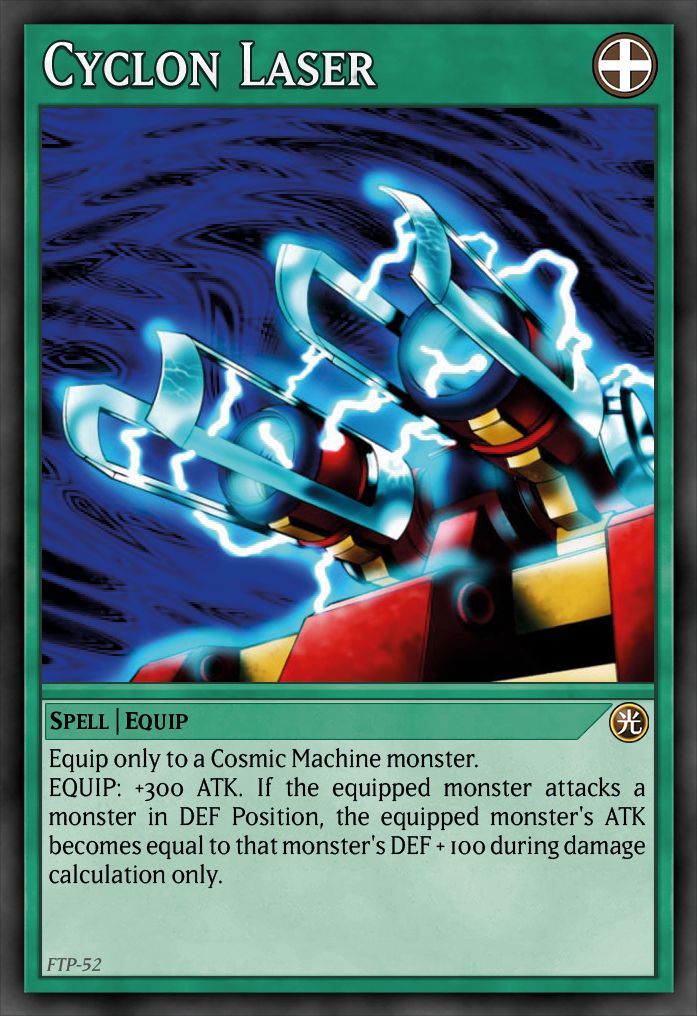 Cyclon Laser
Spell | Equip
光
Equip only to a Cosmic Machine monster.
EQUIP: +300 ATK. If the equipped monster attacks a
monster in DEF Position, the equipped monster's ATK
becomes equal to that monster's DEF + 100 during damage
calculation only.
FTP-52